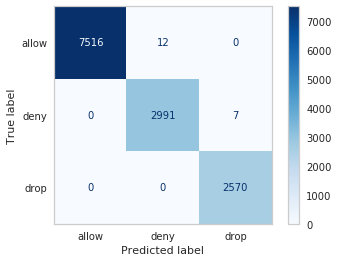 allow 7516 12 0
deny 0 2991 7
drop 0 0 2570
allow deny drop
Predicted label
True label
7000
6000
5000
4000
3000
2000
1000
0